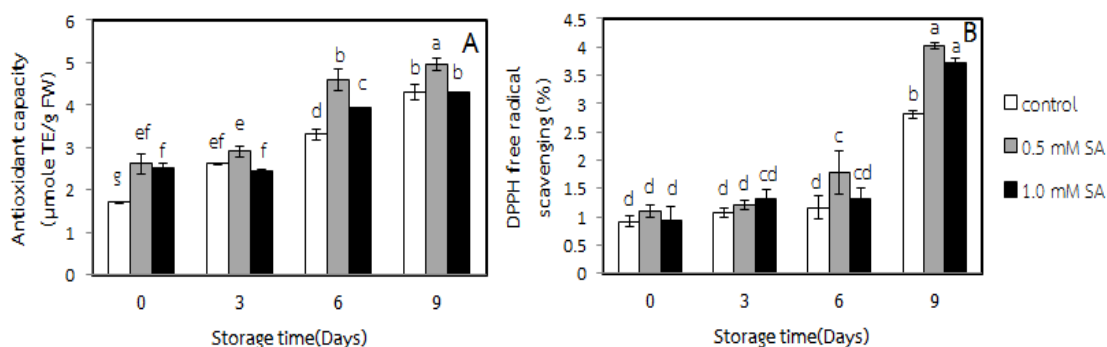 Antioxidant capacity
(µmole TE/g FW)
6
5
4
3
2
1
0
A
g
ef
f
ef
e
f
d
b
c
b
a
b
0
3
6
9
Storage time(Days)
DPPH free radical
scavenging (%)
4.5
4
3.5
3
2.5
2
1.5
1
0.5
0
B
d
d
d
d
d
cd
d
c
cd
b
a
a
0
3
6
9
Storage time(Days)
control
0.5 mM SA
1.0 mM SA